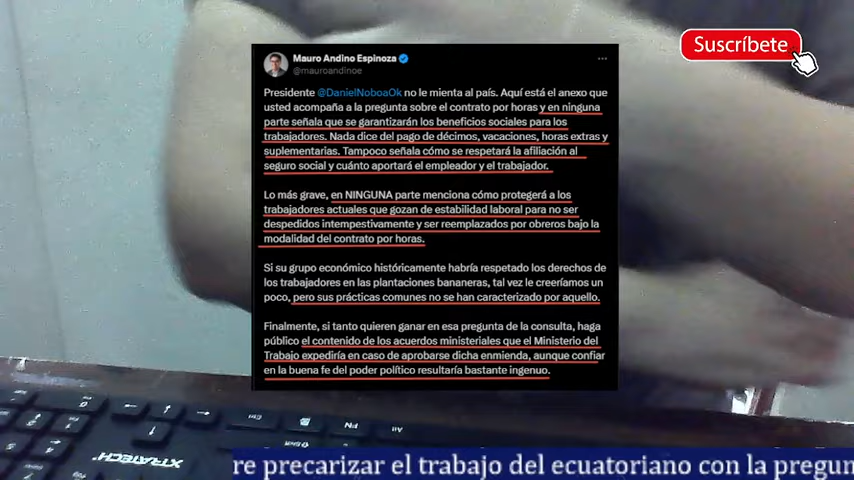 Suscríbete
Mauro Andino Espinoza
@mauroandinoe
Presidente @DanielNoboaOk no le mienta al país. Aquí está el anexo que
usted acompaña a la pregunta sobre el contrato por horas y en ninguna
parte señala que se garantizarán los beneficios sociales para los
trabajadores. Nada dice del pago de décimos, vacaciones, horas extras y
suplementarias. Tampoco señala cómo se respetará la afiliación al
seguro social y cuánto aportará el empleador y el trabajador.
Lo más grave, en NINGUNA parte menciona cómo protegerá a los
trabajadores actuales que gozan de estabilidad laboral para no ser
despedidos intempestivamente y ser reemplazados por obreros bajo la
modalidad del contrato por horas.
Si su grupo económico históricamente habría respetado los derechos de
los trabajadores en las plantaciones bananeras, tal vez le creeríamos un
poco, pero sus prácticas comunes no se han caracterizado por aquello.
Finalmente, si tanto quieren ganar en esa pregunta de la consulta, haga
público el contenido de los acuerdos ministeriales que el Ministerio del
Trabajo expediría en caso de aprobarse dicha enmienda, aunque confiar
en la buena fe del poder político resultaría bastante ingenuo.
Ctrl
FN
Alt
XTRATECH
re precarizar el trabajo del ecuatoriano con la pregun